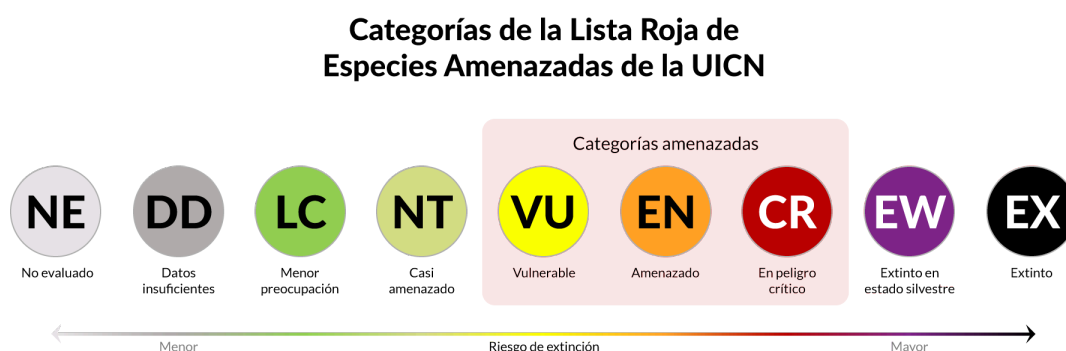 Categorías de la Lista Roja de
Especies Amenazadas de la UICN
Categorías amenazadas
NE
DD
LC
NT
VU
EN
CR
EW
EX
No evaluado
Datos
insuficientes
Menor
preocupación
Casi
amenazado
Vulnerable
Amenazado
En peligro
crítico
Extinto en
estado silvestre
Extinto
Menor
Riesgo de extinción
Mayor